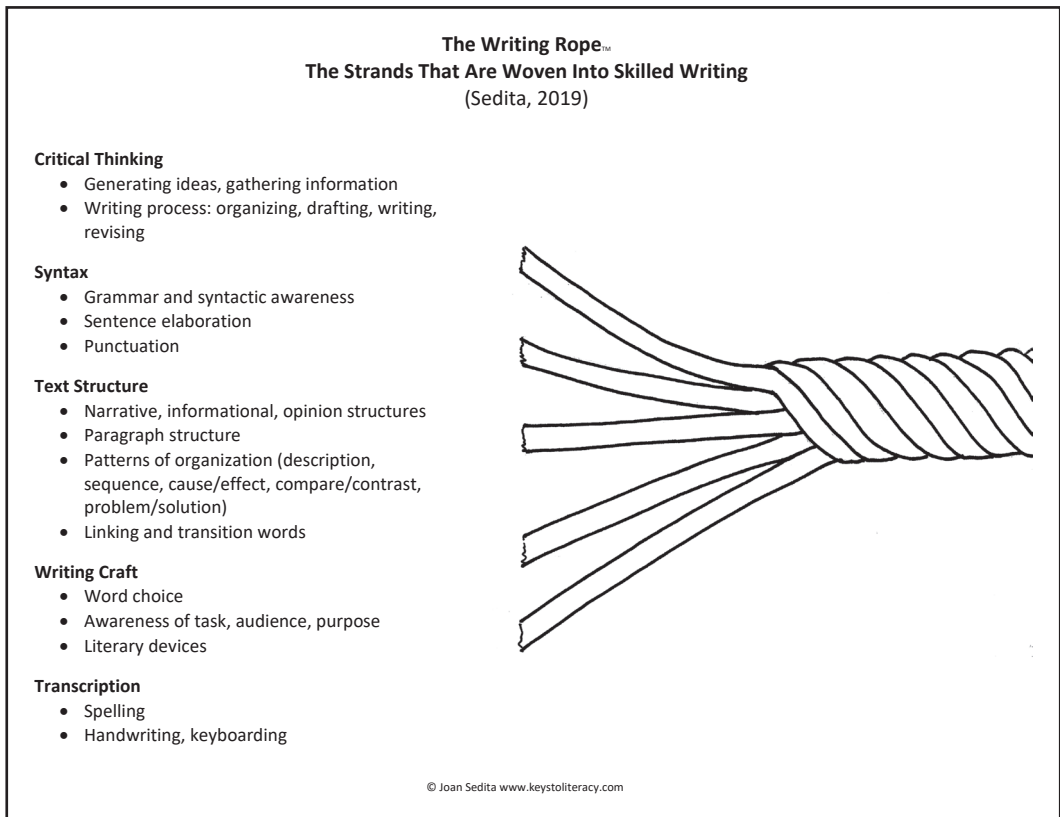 The Writing Rope™
The Strands That Are Woven Into Skilled Writing
(Sedita, 2019)
Critical Thinking
• Generating ideas, gathering information
• Writing process: organizing, drafting, writing,
revising
Syntax
• Grammar and syntactic awareness
• Sentence elaboration
• Punctuation
Text Structure
• Narrative, informational, opinion structures
• Paragraph structure
• Patterns of organization (description,
sequence, cause/effect, compare/contrast,
problem/solution)
• Linking and transition words
Writing Craft
• Word choice
• Awareness of task, audience, purpose
• Literary devices
Transcription
• Spelling
• Handwriting, keyboarding
© Joan Sedita www.keystoliteracy.com